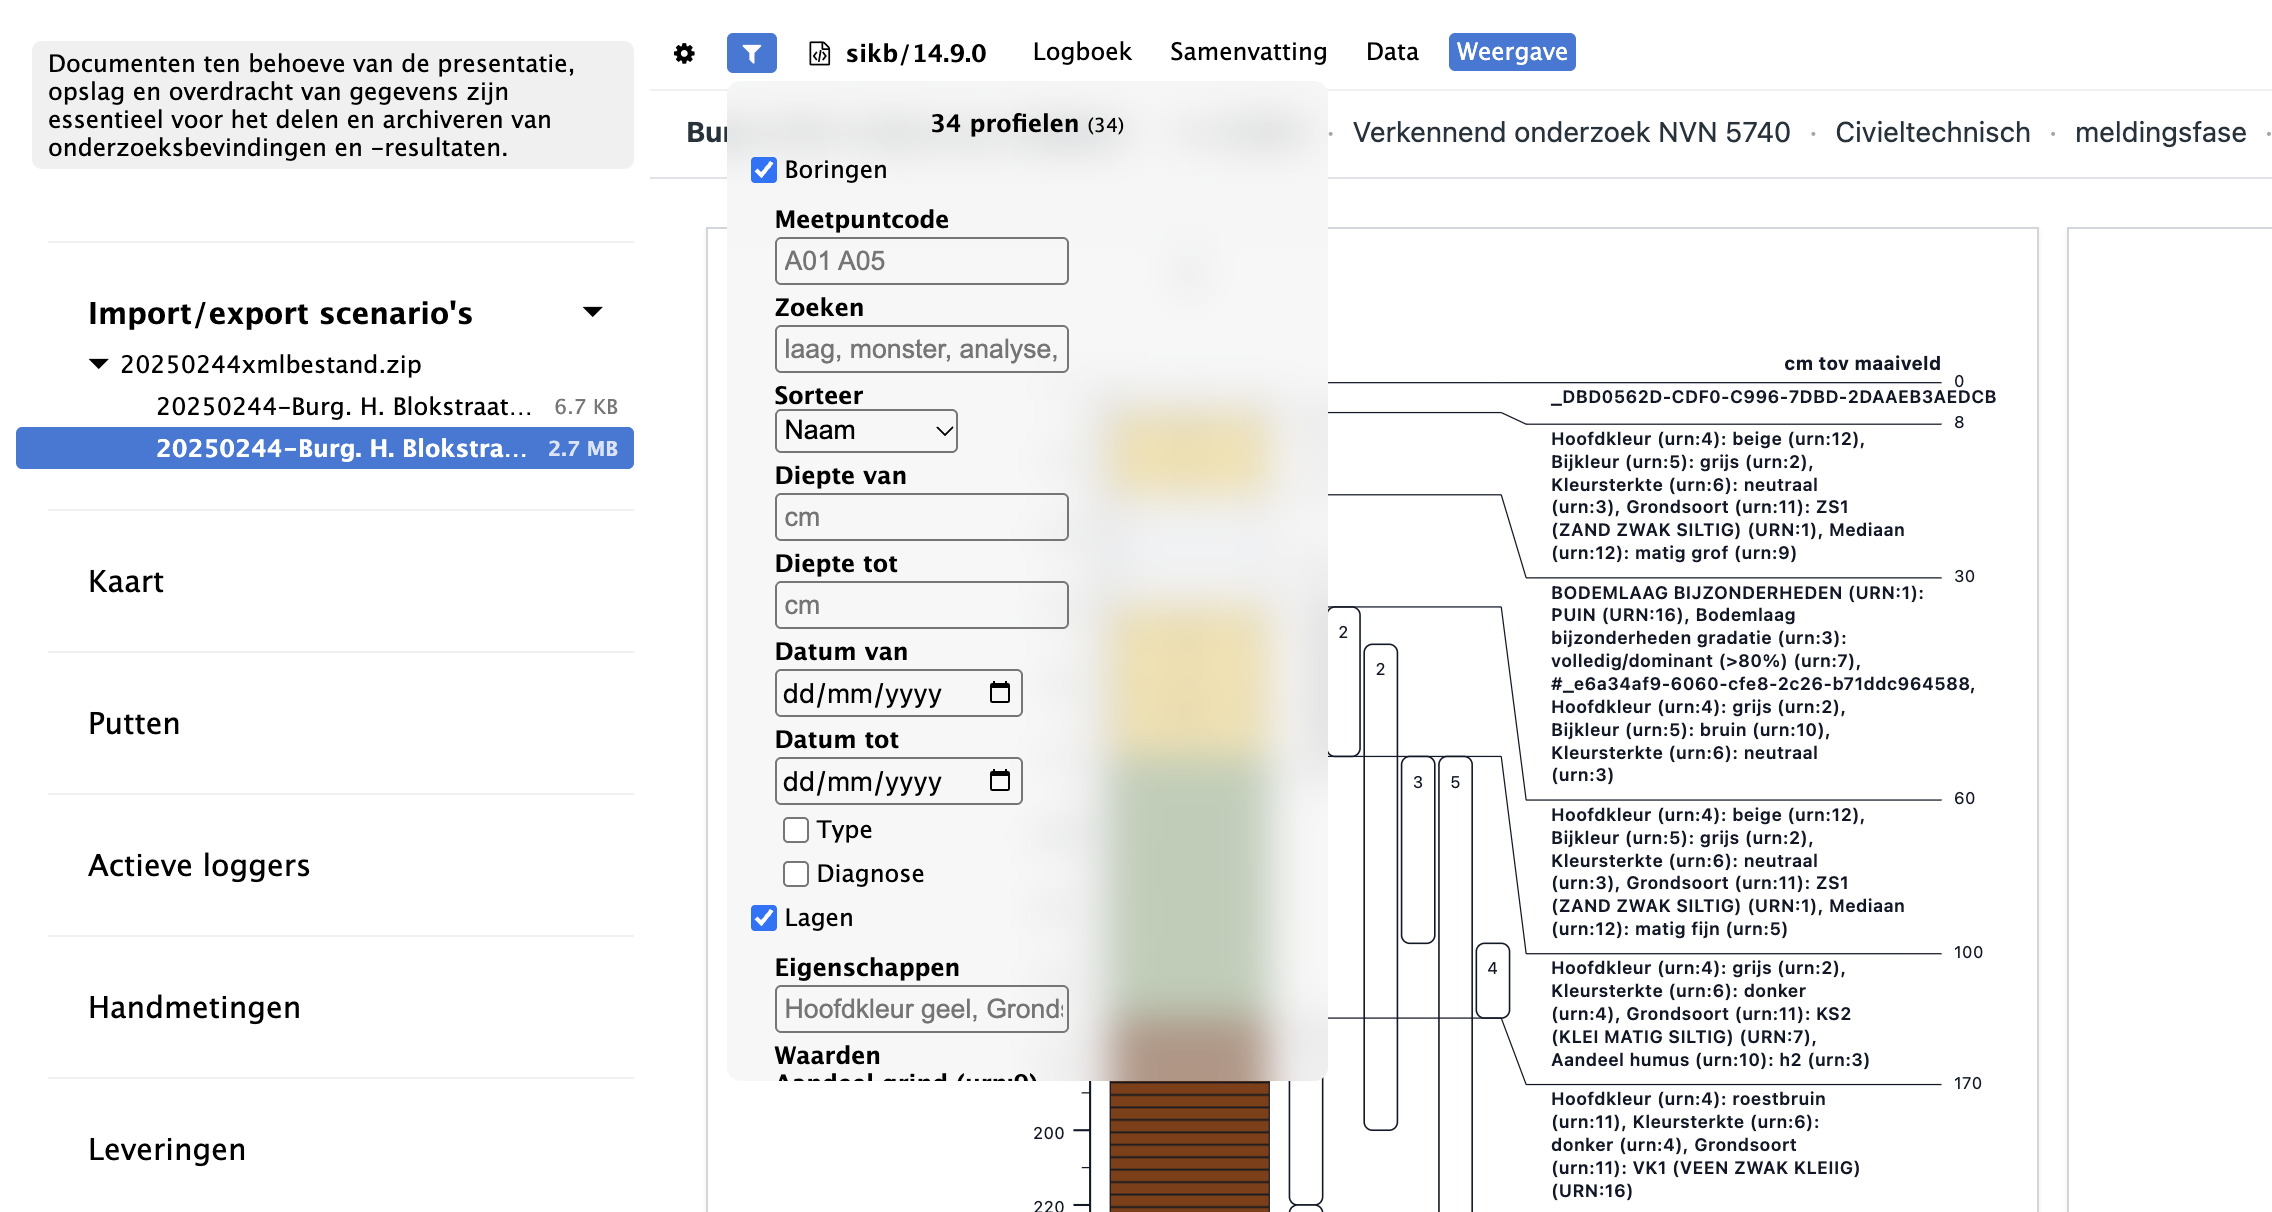 Documenten ten behoeve van de presentatie,
opslag en overdracht van gegevens zijn
essentieel voor het delen en archiveren van
onderzoeksbevindingen en -resultaten.
Import/export scenario's
20250244xmlbestand.zip
20250244-Burg. H. Blokstraat... 6.7 KB
20250244-Burg. H. Blokstra... 2.7 MB
Kaart
Putten
Actieve loggers
Handmetingen
Leveringen
sikb/14.9.0 Logboek Samenvatting Data Weergave
· Verkennend onderzoek NVN 5740 · Civieltechnisch · meldingsfase ·
34 profielen (34)
Boringen
Meetpuntcode
A01 A05
Zoeken
laag, monster, analyse,
Sorteer
Naam
Diepte van
cm
Diepte tot
cm
Datum van
dd/mm/yyyy
Datum tot
dd/mm/yyyy
Type
Diagnose
Lagen
Eigenschappen
Hoofdkleur geel, Gronds
Waarden
Aandeel grind (urn:9)
200
220
2
2
3
5
4
cm tov maaiveld
0
_DBD0562D-CDF0-C996-7DBD-2DAAEB3AEDCB
8
Hoofdkleur (urn:4): beige (urn:12),
Bijkleur (urn:5): grijs (urn:2),
Kleursterkte (urn:6): neutraal
(urn:3), Grondsoort (urn:11): ZS1
(ZAND ZWAK SILTIG) (URN:1), Mediaan
(urn:12): matig grof (urn:9)
30
BODEMLAAG BIJZONDERHEDEN (URN:1):
PUIN (URN:16), Bodemlaag
bijzonderheden gradatie (urn:3):
volledig/dominant (>80%) (urn:7),
#_e6a34af9-6060-cfe8-2c26-b71ddc964588,
Hoofdkleur (urn:4): grijs (urn:2),
Bijkleur (urn:5): bruin (urn:10),
Kleursterkte (urn:6): neutraal
(urn:3)
60
Hoofdkleur (urn:4): beige (urn:12),
Bijkleur (urn:5): grijs (urn:2),
Kleursterkte (urn:6): neutraal
(urn:3), Grondsoort (urn:11): ZS1
(ZAND ZWAK SILTIG) (URN:1), Mediaan
(urn:12): matig fijn (urn:5)
100
Hoofdkleur (urn:4): grijs (urn:2),
Kleursterkte (urn:6): donker
(urn:4), Grondsoort (urn:11): KS2
(KLEI MATIG SILTIG) (URN:7),
Aandeel humus (urn:10): h2 (urn:3)
170
Hoofdkleur (urn:4): roestbruin
(urn:11), Kleursterkte (urn:6):
donker (urn:4), Grondsoort
(urn:11): VK1 (VEEN ZWAK KLEIIG)
(URN:16)